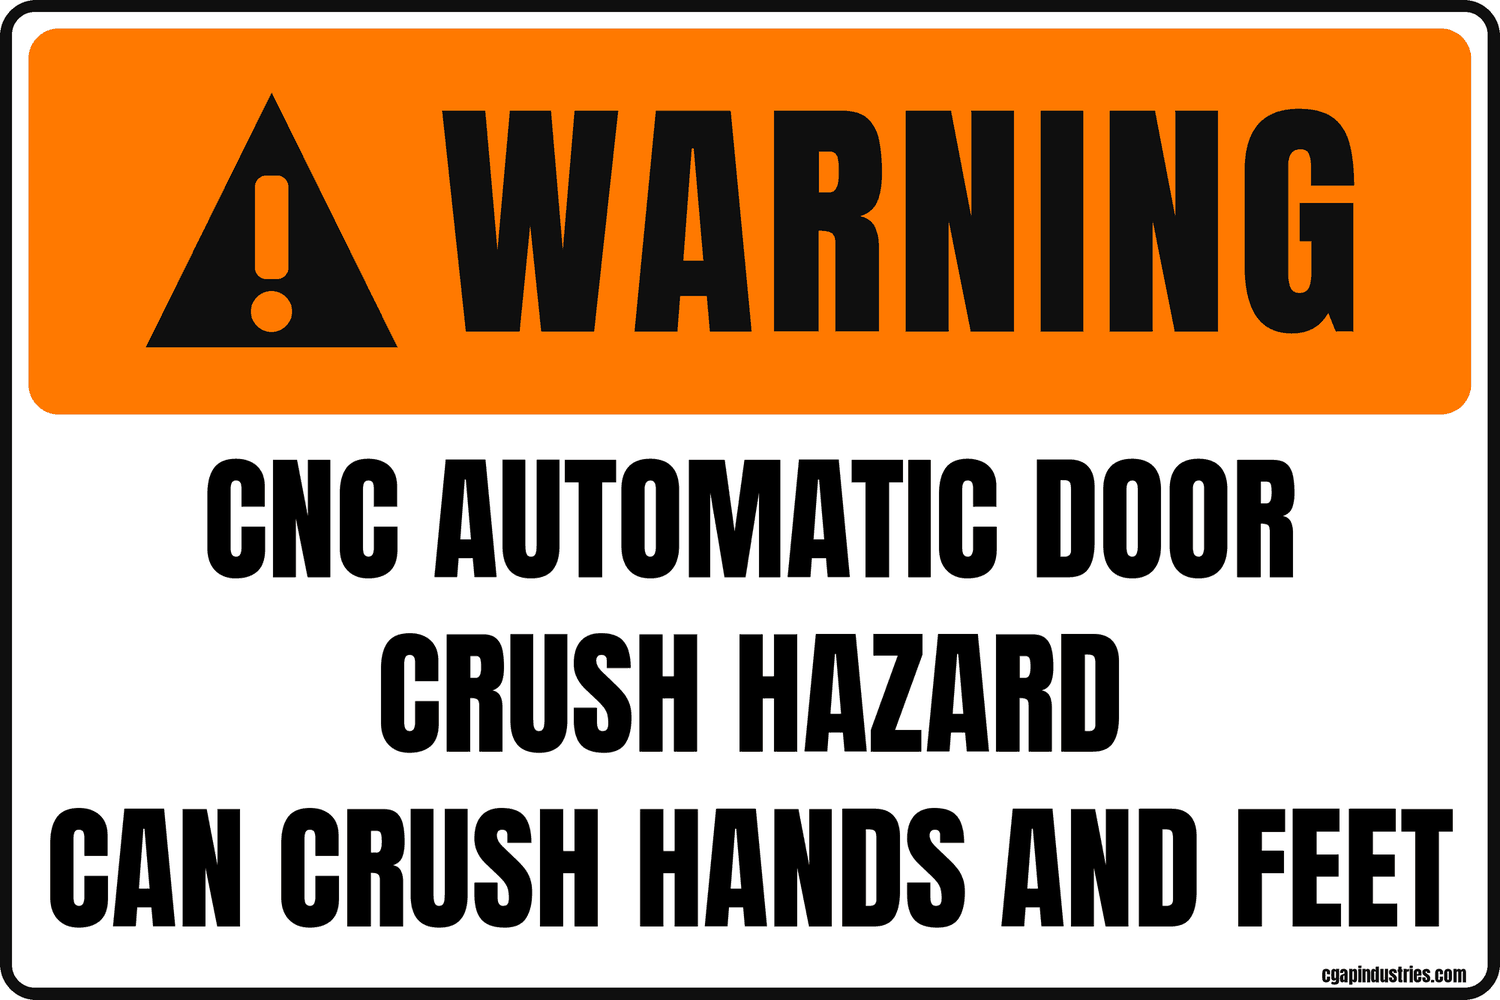 WARNING
CNC AUTOMATIC DOOR
CRUSH HAZARD
CAN CRUSH HANDS AND FEET
cgapindustries.com